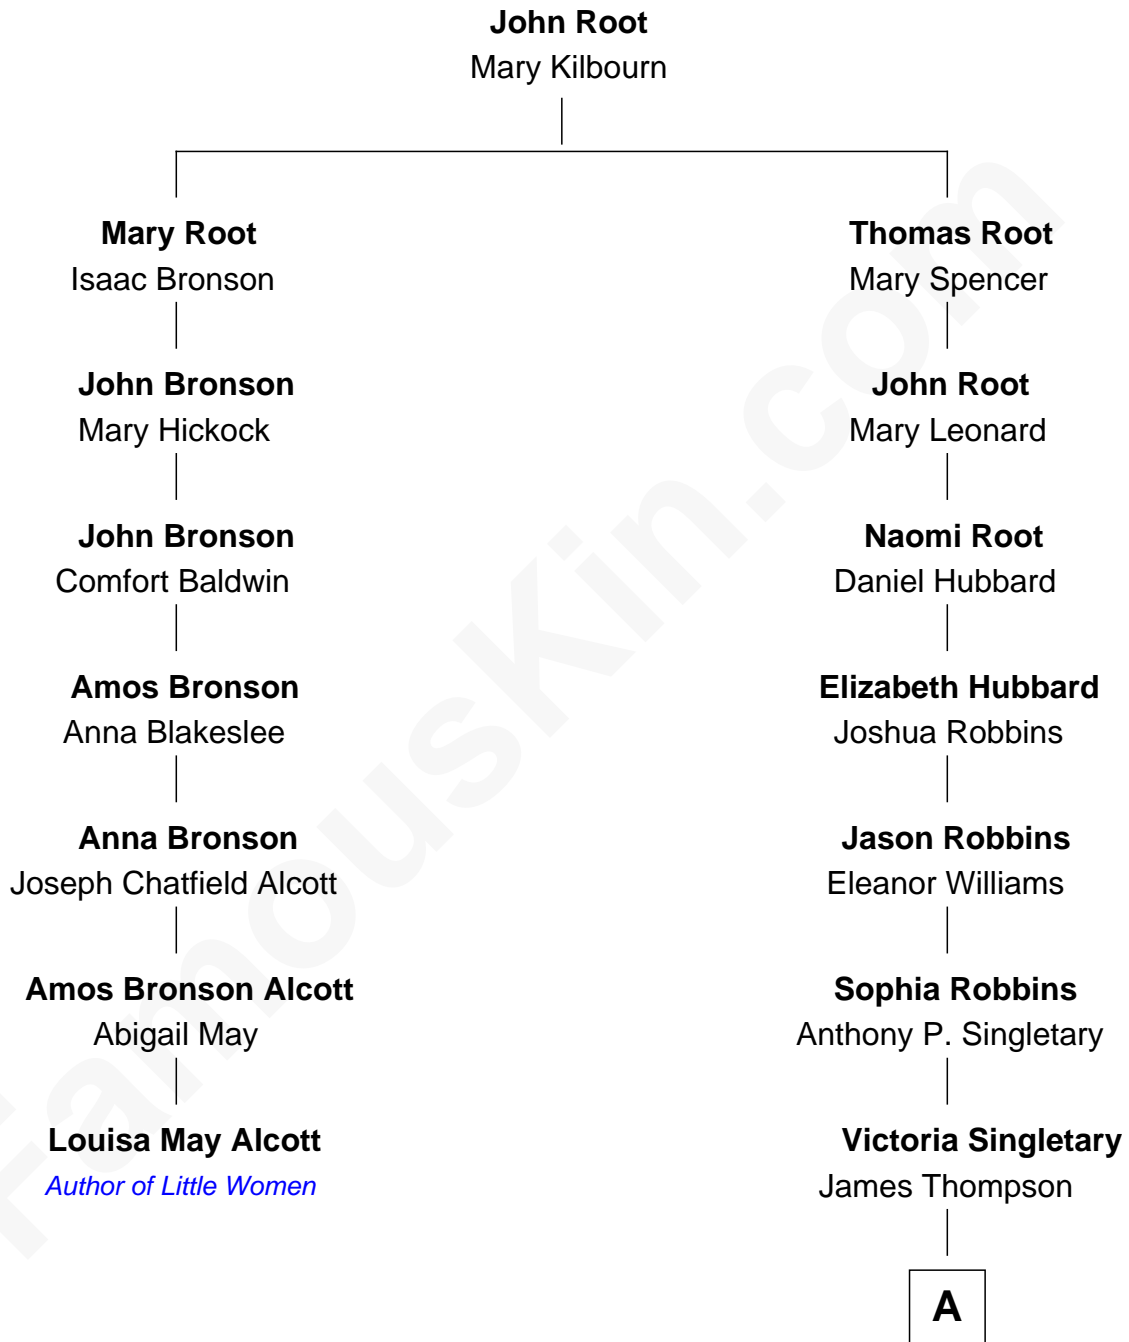 John Root
Mary Kilbourn
Mary Root
Isaac Bronson
John Bronson
Mary Hickock
John Bronson
Comfort Baldwin
Amos Bronson
Anna Blakeslee
Anna Bronson
Joseph Chatfield Alcott
Amos Bronson Alcott
Abigail May
Louisa May Alcott
Author of Little Women
Thomas Root
Mary Spencer
John Root
Mary Leonard
Naomi Root
Daniel Hubbard
Elizabeth Hubbard
Joshua Robbins
Jason Robbins
Eleanor Williams
Sophia Robbins
Anthony P. Singletary
Victoria Singletary
James Thompson
A
FamousKin.com